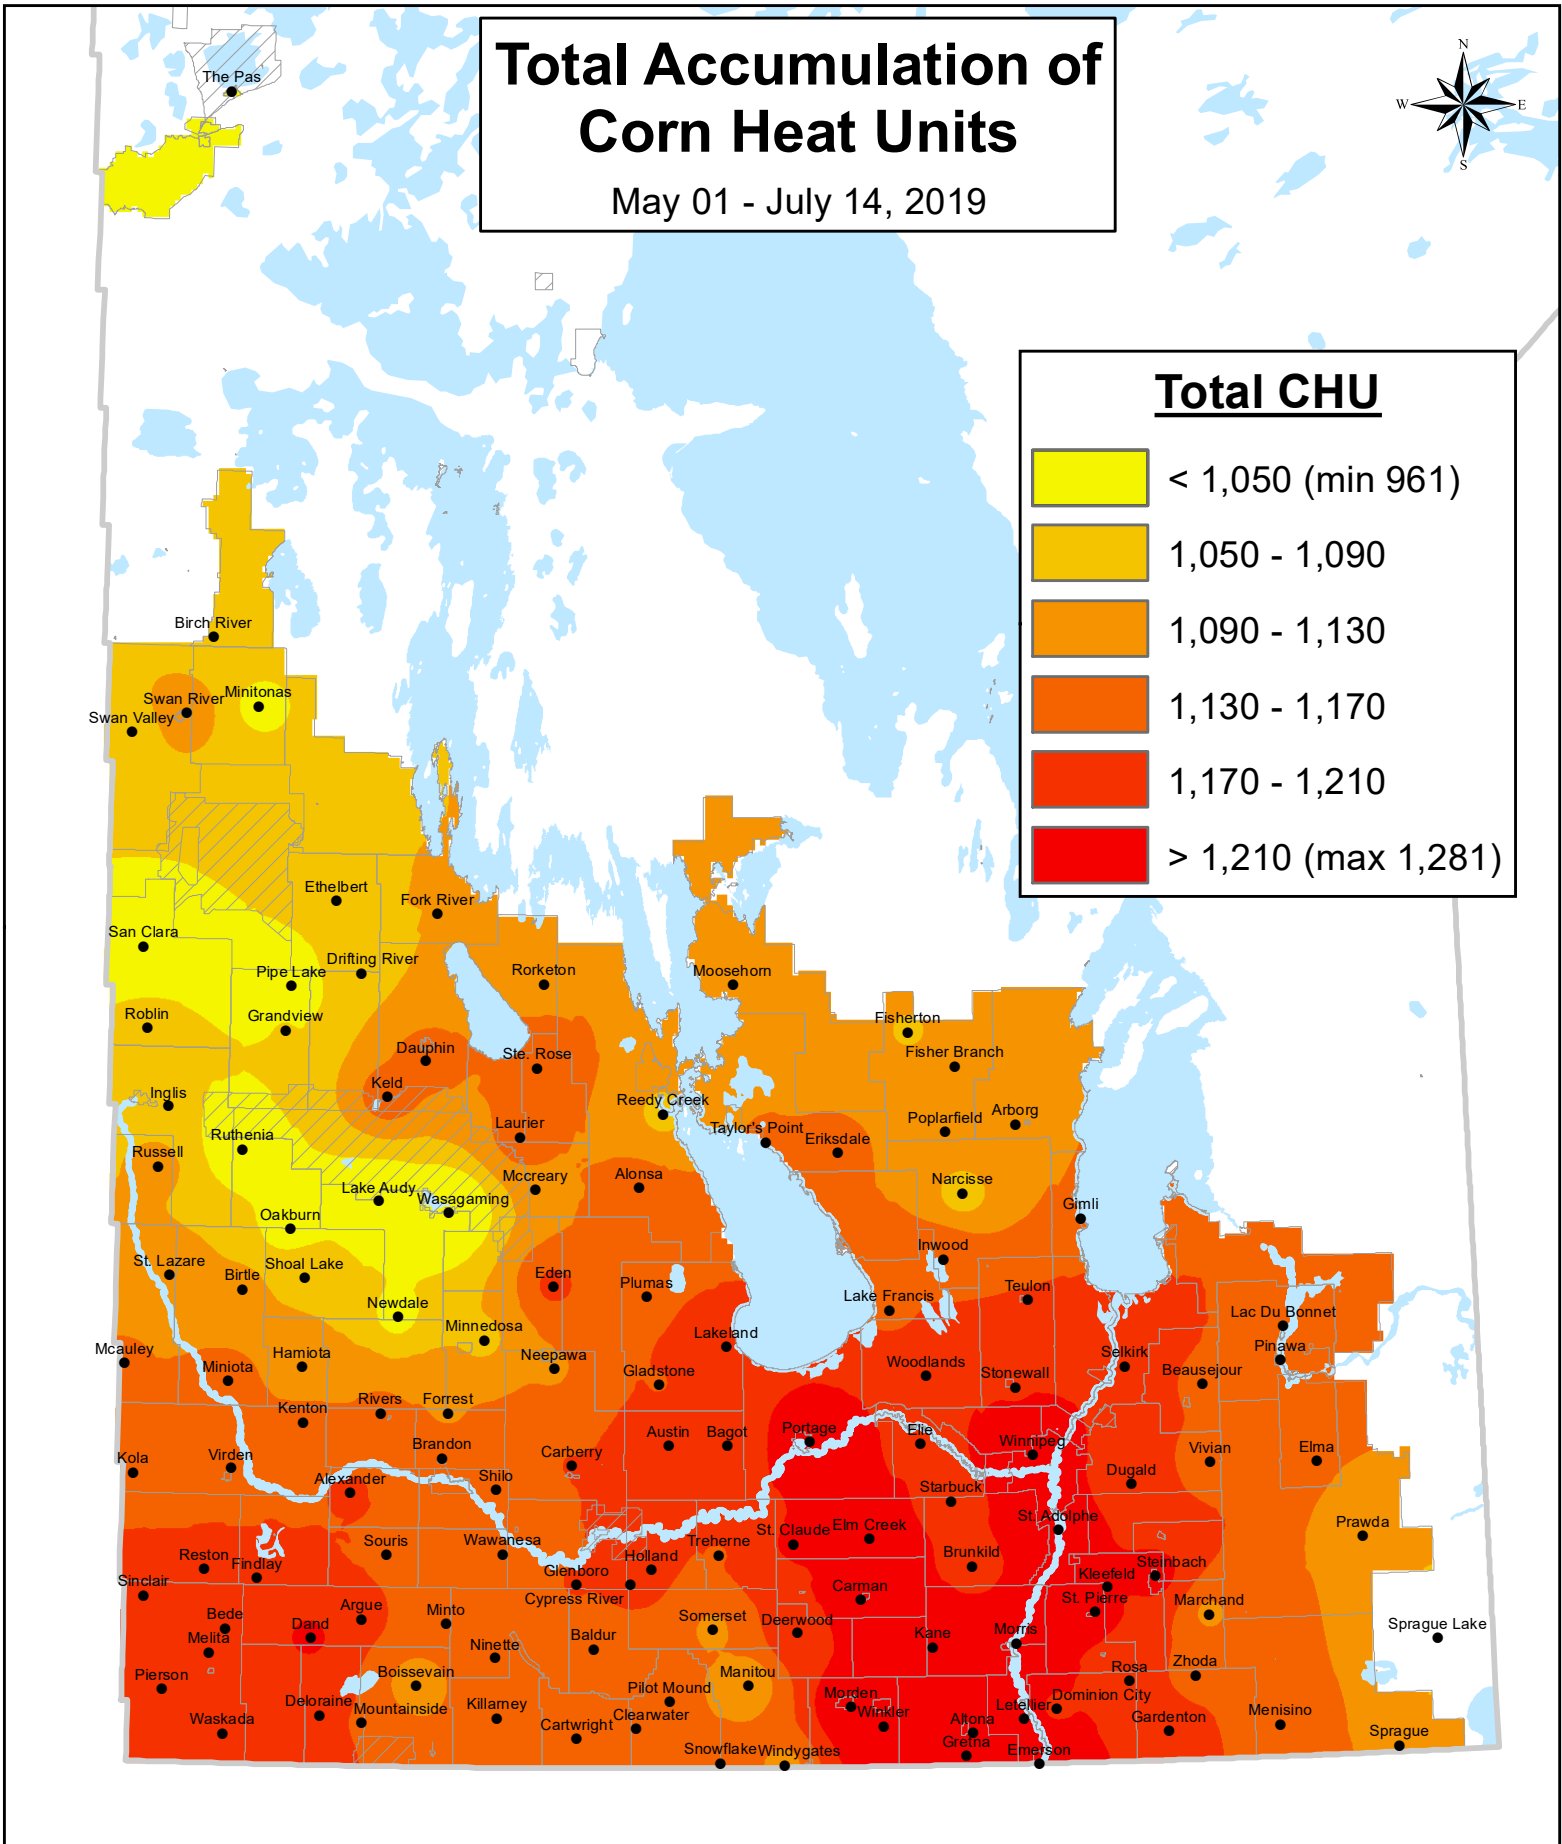 Total Accumulation of
Corn Heat Units
May 01 - July 14, 2019
N
W
E
S
The Pas
Total CHU
< 1,050 (min 961)
1,050 - 1,090
1,090 - 1,130
1,130 - 1,170
1,170 - 1,210
> 1,210 (max 1,281)
Birch River
Swan River
Minitonas
Swan Valley
Ethelbert
Fork River
San Clara
Drifting River
Pipe Lake
Rorketon
Moosehorn
Roblin
Grandview
Fisherton
Dauphin
Ste. Rose
Fisher Branch
Keld
Inglis
Reedy Creek
Laurier
Taylor's Point
Eriksdale
Poplarfield
Arborg
Ruthenia
Russell
Mccreary
Alonsa
Narcisse
Lake Audy
Wasagaming
Gimli
Oakburn
Inwood
St. Lazare
Birtle
Shoal Lake
Eden
Plumas
Teulon
Lake Francis
Newdale
Lac Du Bonnet
Minnedosa
Lakeland
Pinawa
Mcauley
Hamiota
Neepawa
Miniota
Gladstone
Woodlands
Stonewall
Selkirk
Beausejour
Rivers
Forrest
Kenton
Portage
Elie
Austin
Bagot
Winnipeg
Brandon
Carberry
Vivian
Elma
Kola
Virden
Alexander
Shilo
Dugald
Starbuck
St. Adolphe
Prawda
Souris
Wawanesa
Treherne
St. Claude
Elm Creek
Reston
Findlay
Holland
Brunkild
Steinbach
Sinclair
Glenboro
Kleefeld
Cypress River
Carman
St. Pierre
Marchand
Bede
Argue
Minto
Somerset
Deerwood
Sprague Lake
Dand
Melita
Ninette
Baldur
Kane
Morris
Pierson
Boissevain
Manitou
Rosa
Zhoda
Deloraine
Mountainside
Killarney
Pilot Mound
Morden
Dominion City
Waskada
Cartwright
Clearwater
Winkler
Altona
Letellier
Gardenton
Menisino
Sprague
Snowflake
Windygates
Gretna
Emerson